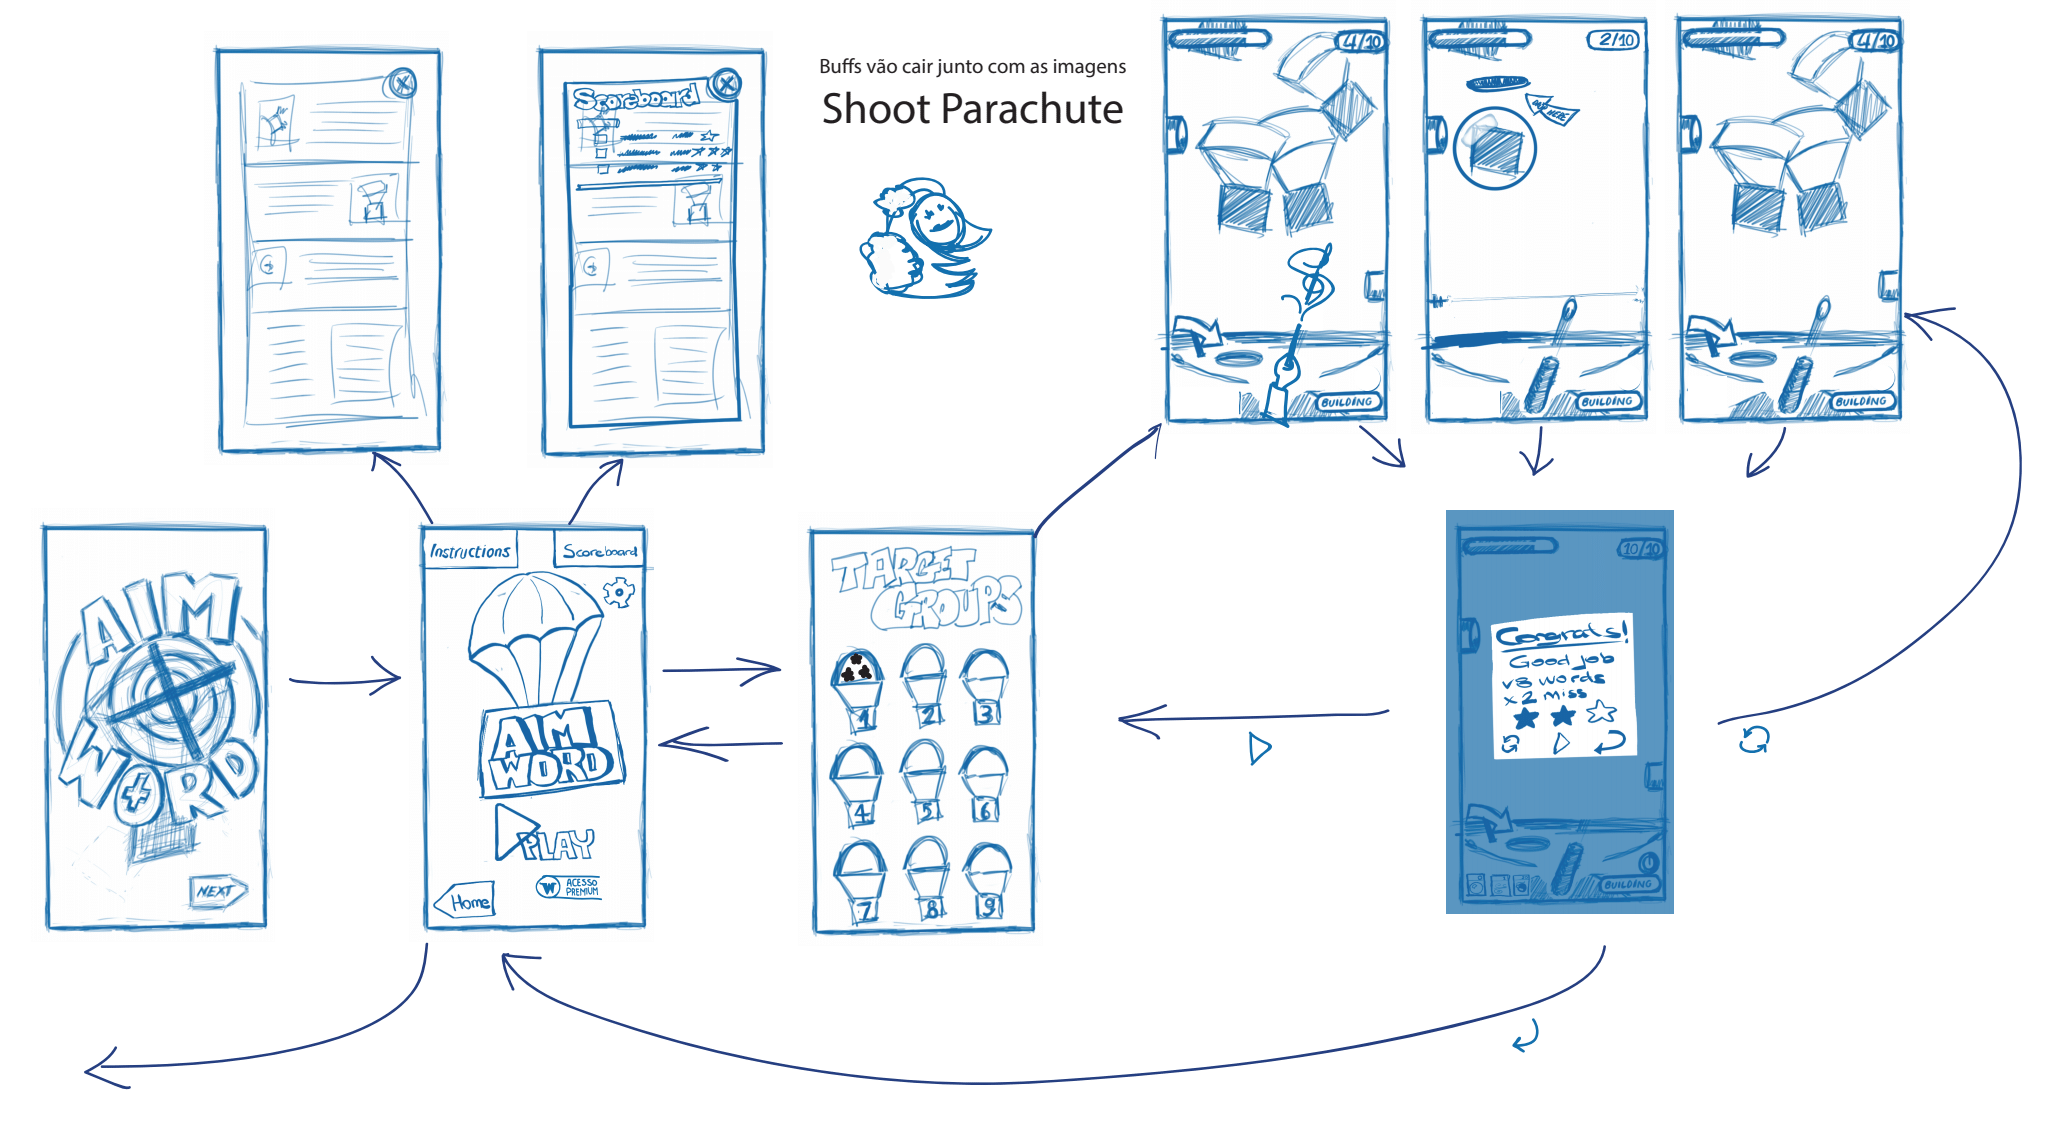 Scoreboard
Buffs vão cair junto com as imagens
Shoot Parachute
4/10
BUILDING
2/10
BUILDING
4/10
BUILDING
AIM
WORD
NEXT
Instructions
Scoreboard
AIM
WORD
PLAY
Home
W
ACESSO
PREMIUM
TARGET
GROUPS
1
2
3
4
5
6
7
8
9
10/10
Congrats!
Good job
v8 words
x2 miss
BUILDING